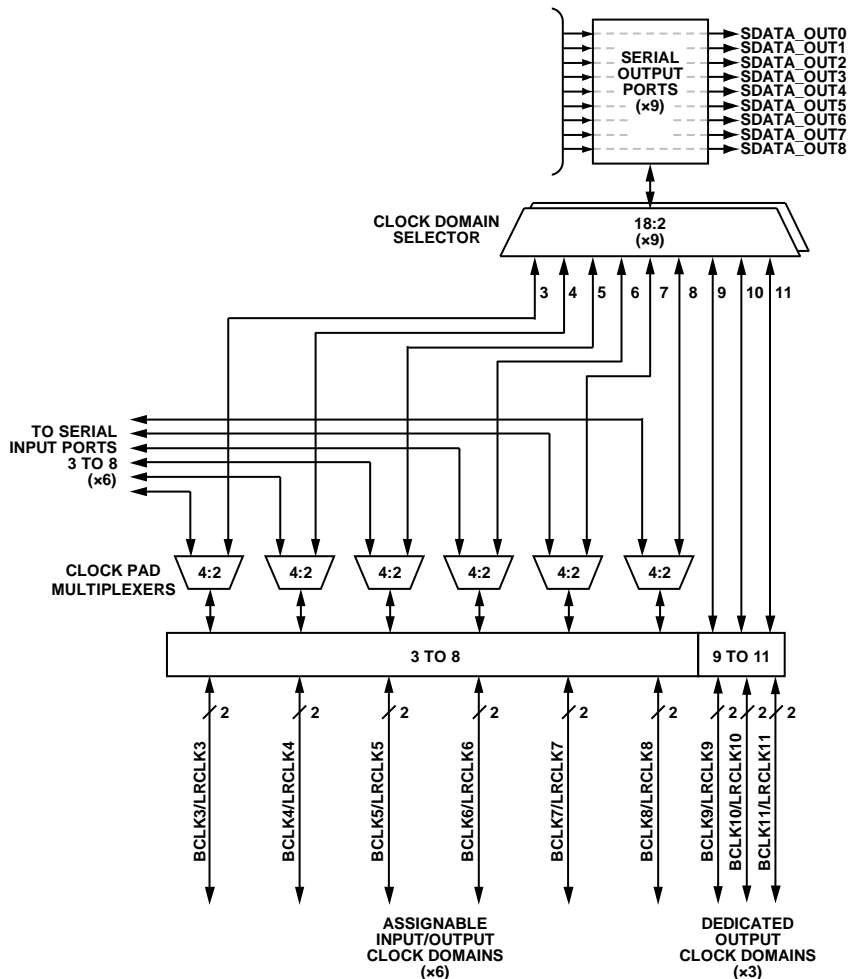 SDATA_OUT0
SDATA_OUT1
SDATA_OUT2
SDATA_OUT3
SDATA_OUT4
SDATA_OUT5
SDATA_OUT6
SDATA_OUT7
SDATA_OUT8
SERIAL
OUTPUT
PORTS
(×9)
CLOCK DOMAIN
SELECTOR
18:2
(×9)
3 4 5 6 7 8 9 10 11
TO SERIAL
INPUT PORTS
3 TO 8
(×6)
CLOCK PAD
MULTIPLEXERS
4:2 4:2 4:2 4:2 4:2 4:2
3 TO 8 9 TO 11
2 2 2 2 2 2 2 2 2
BCLK3/LRCLK3
BCLK4/LRCLK4
BCLK5/LRCLK5
BCLK6/LRCLK6
BCLK7/LRCLK7
BCLK8/LRCLK8
BCLK9/LRCLK9
BCLK10/LRCLK10
BCLK11/LRCLK11
ASSIGNABLE
INPUT/OUTPUT
CLOCK DOMAINS
(×6)
DEDICATED
OUTPUT
CLOCK DOMAINS
(×3)